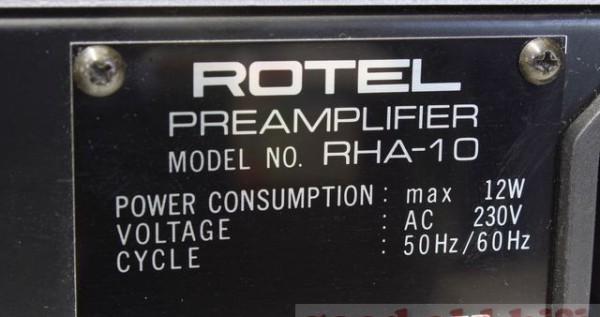 ROTEL
PREAMPLIFIER
MODEL NO. RHA-10
POWER CONSUMPTION : max 12W
VOLTAGE : AC 230V
CYCLE : 50Hz/60Hz